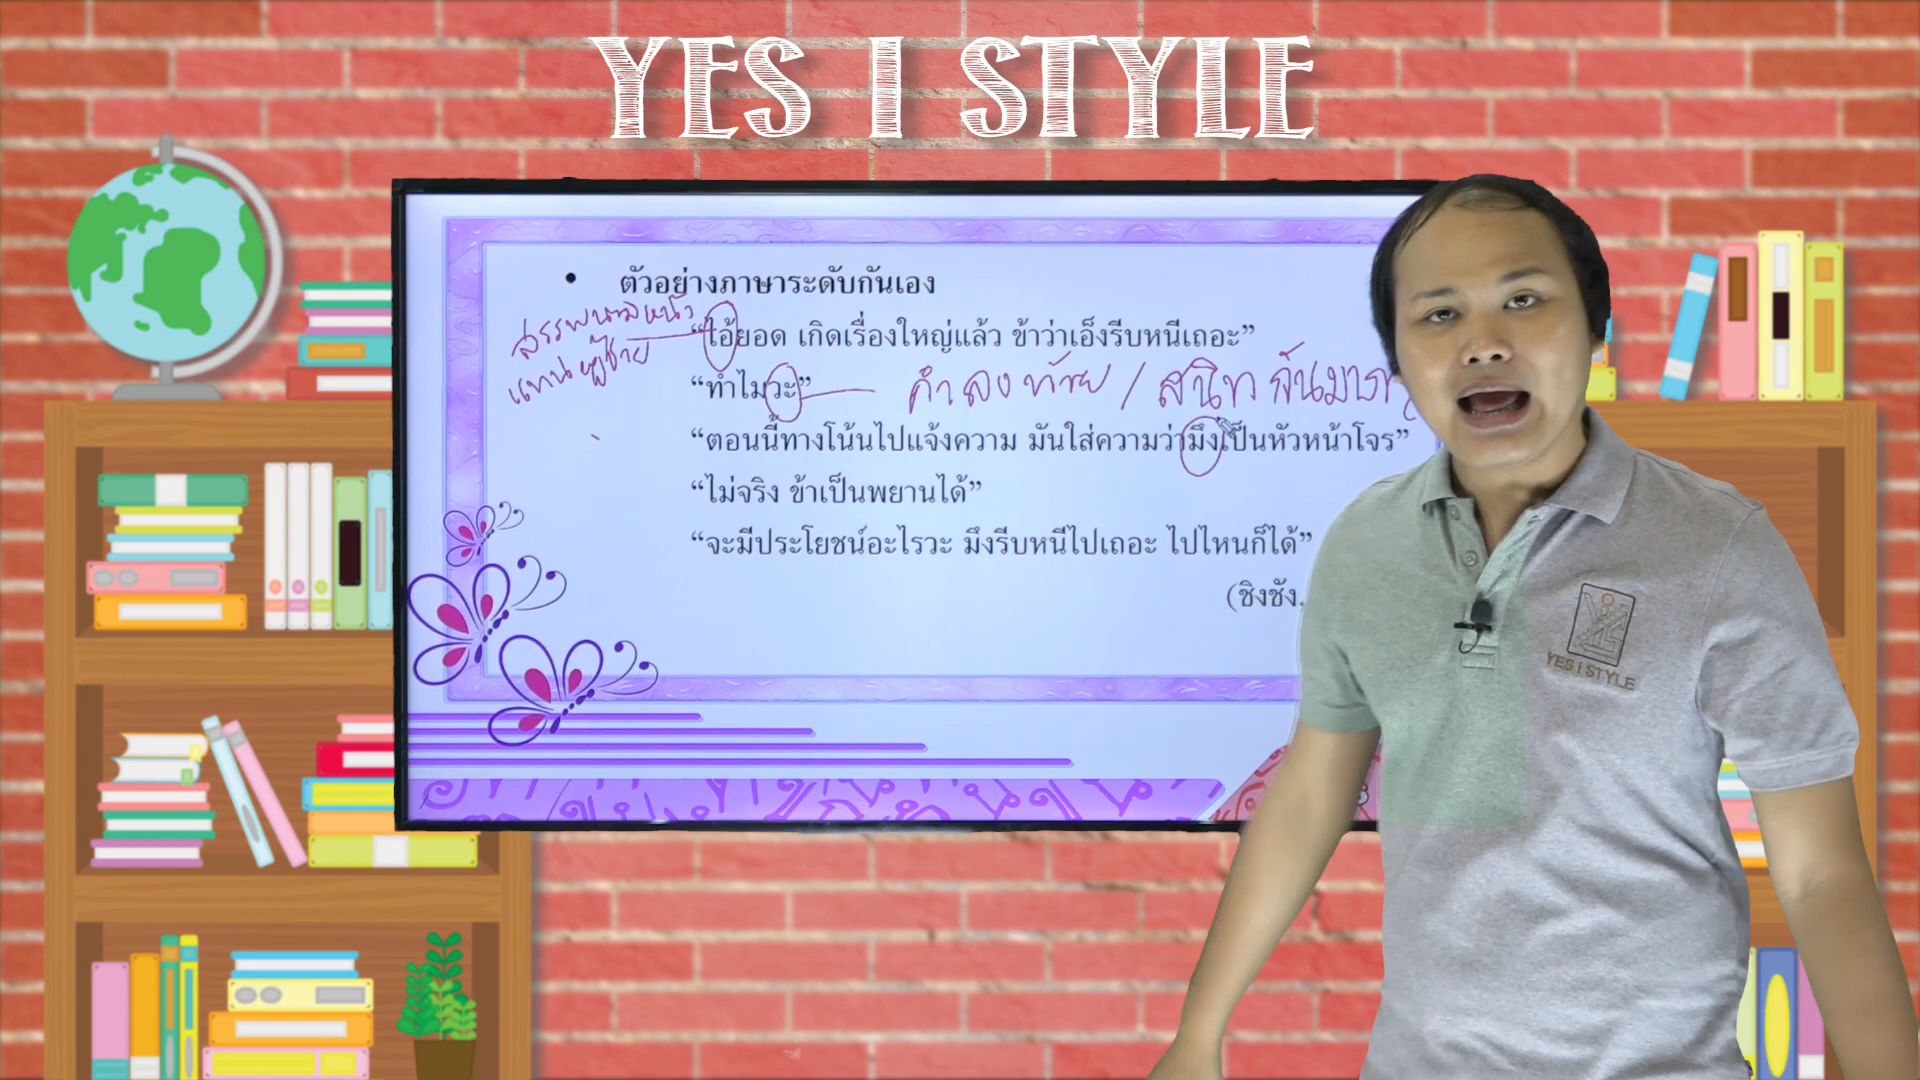 YES I STYLE
• ตัวอย่างภาษาระดับกันเอง
สรรพนามหน้า
แทนผู้ชาย
“ไอ้ยอด เกิดเรื่องใหญ่แล้ว ข้าว่าเอ็งรีบหนีเถอะ”
“ทำไมวะ” คำลงท้าย / สนิทกันมาก
“ตอนนี้ทางโน้นไปแจ้งความ มันใส่ความว่ามึงเป็นหัวหน้าโจร”
“ไม่จริง ข้าเป็นพยานได้”
“จะมีประโยชน์อะไรวะ มึงรีบหนีไปเถอะ ไปไหนก็ได้”
(ชิงชัง.
YES I STYLE